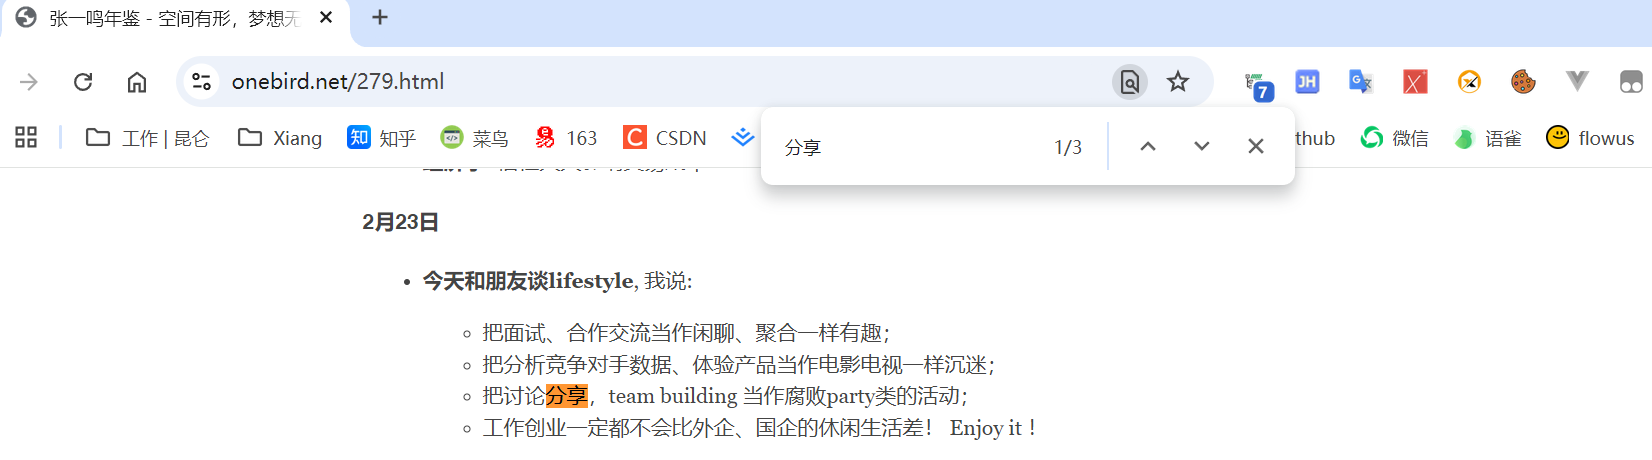 张一鸣年鉴 - 空间有形，梦想无
onebird.net/279.html
7
JH
工作 | 昆仑
Xiang
知 知乎
菜鸟
163
C CSDN
分享
1/3
thub
微信
语雀
flowus
2月23日
今天和朋友谈lifestyle, 我说:
把面试、合作交流当作闲聊、聚合一样有趣；
把分析竞争对手数据、体验产品当作电影电视一样沉迷；
把讨论分享，team building 当作腐败party类的活动；
工作创业一定都不会比外企、国企的休闲生活差！ Enjoy it！